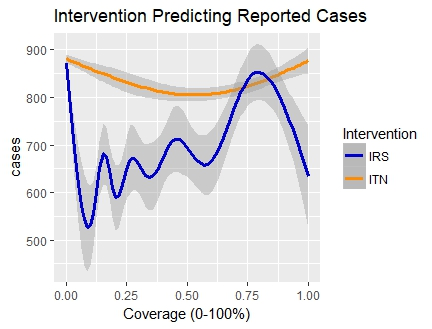 Intervention Predicting Reported Cases
cases
900
800
700
600
500
0.00
0.25
0.50
0.75
1.00
Coverage (0-100%)
Intervention
IRS
ITN